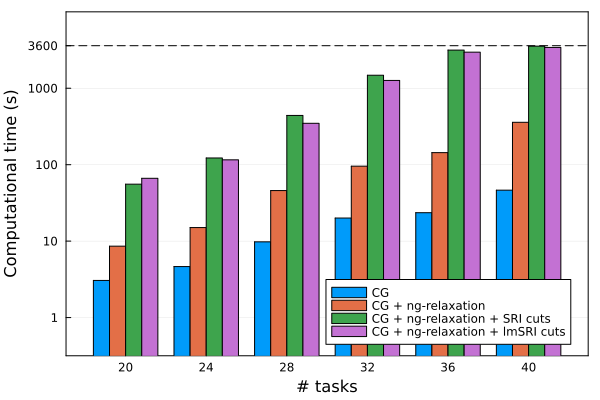 Computational time (s)
3600
1000
100
10
1
CG
CG + ng-relaxation
CG + ng-relaxation + SRI cuts
CG + ng-relaxation + lmSRI cuts
20 24 28 32 36 40
# tasks